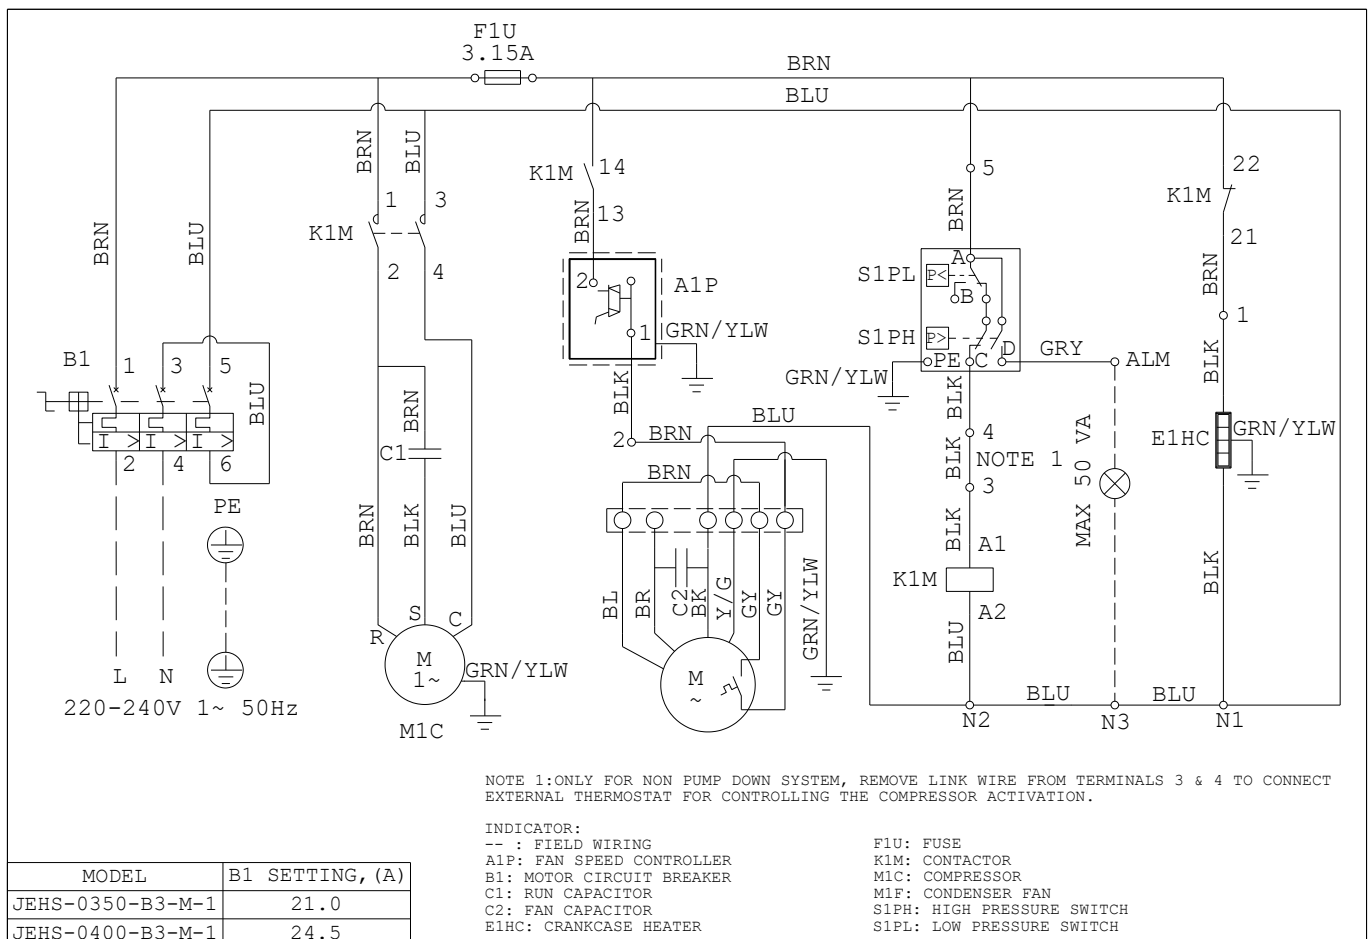 F1U
3.15A
BRN
BLU
BRN
BLU
BRN
BLU
1
3
K1M
2
4
K1M
14
BRN
13
2
A1P
1
GRN/YLW
5
BRN
A
S1PL
P<
B
S1PH
P>
PE
C
D
GRY
ALM
GRN/YLW
22
K1M
21
BRN
1
BLK
B1
1
3
5
BLU
I >
I >
I >
2
4
6
PE
L
N
220-240V 1~ 50Hz
BRN
C1
BRN
BLK
BLU
R
S
C
M
1~
GRN/YLW
M1C
BLK
2
BRN
BLU
BRN
BL
BR
C2
BK
Y/G
GY
GY
GRN/YLW
M
~
BLK
4
BLK
NOTE 1
3
BLK
A1
K1M
A2
BLU
MAX 50 VA
E1HC
GRN/YLW
BLK
BLU
BLU
N2
N3
N1
NOTE 1:ONLY FOR NON PUMP DOWN SYSTEM, REMOVE LINK WIRE FROM TERMINALS 3 & 4 TO CONNECT
EXTERNAL THERMOSTAT FOR CONTROLLING THE COMPRESSOR ACTIVATION.
INDICATOR:
-- : FIELD WIRING
A1P: FAN SPEED CONTROLLER
B1: MOTOR CIRCUIT BREAKER
C1: RUN CAPACITOR
C2: FAN CAPACITOR
E1HC: CRANKCASE HEATER
F1U: FUSE
K1M: CONTACTOR
M1C: COMPRESSOR
M1F: CONDENSER FAN
S1PH: HIGH PRESSURE SWITCH
S1PL: LOW PRESSURE SWITCH
MODEL B1 SETTING,(A)
JEHS-0350-B3-M-1 21.0
JEHS-0400-B3-M-1 24.5